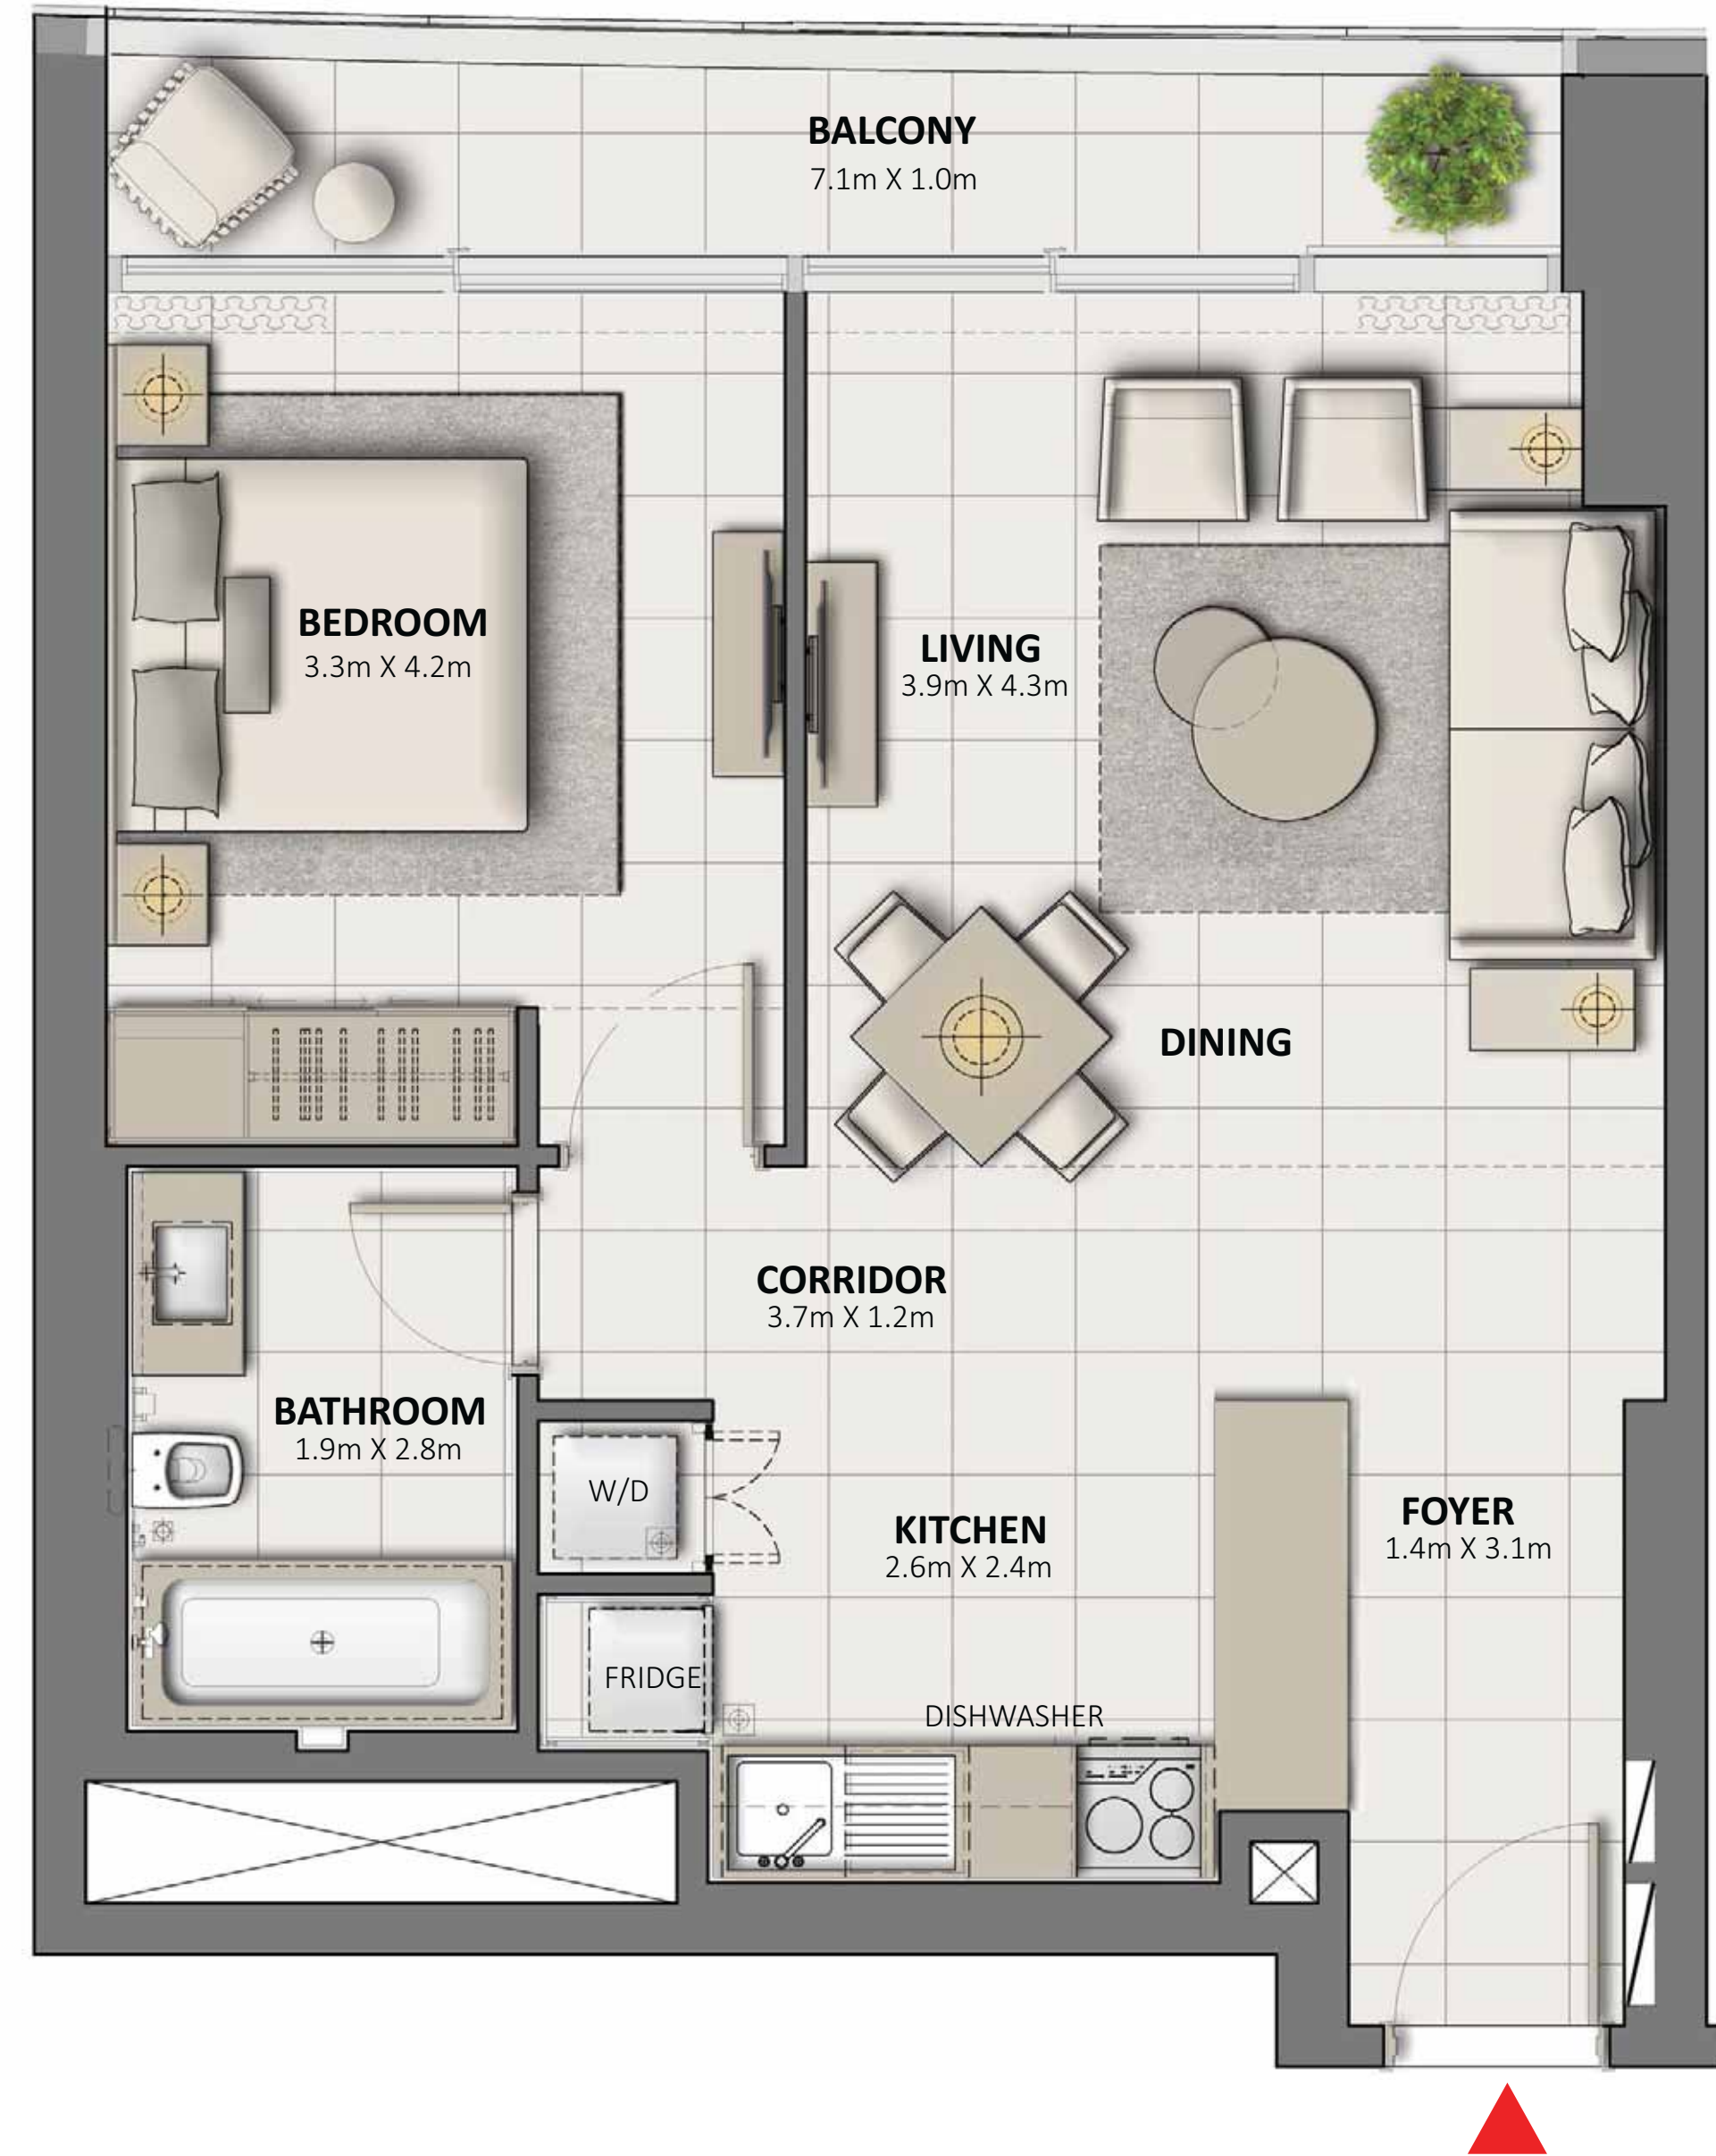 BALCONY
7.1m X 1.0m
BEDROOM
3.3m X 4.2m
LIVING
3.9m X 4.3m
DINING
CORRIDOR
3.7m X 1.2m
BATHROOM
1.9m X 2.8m
W/D
KITCHEN
2.6m X 2.4m
FOYER
1.4m X 3.1m
FRIDGE
DISHWASHER